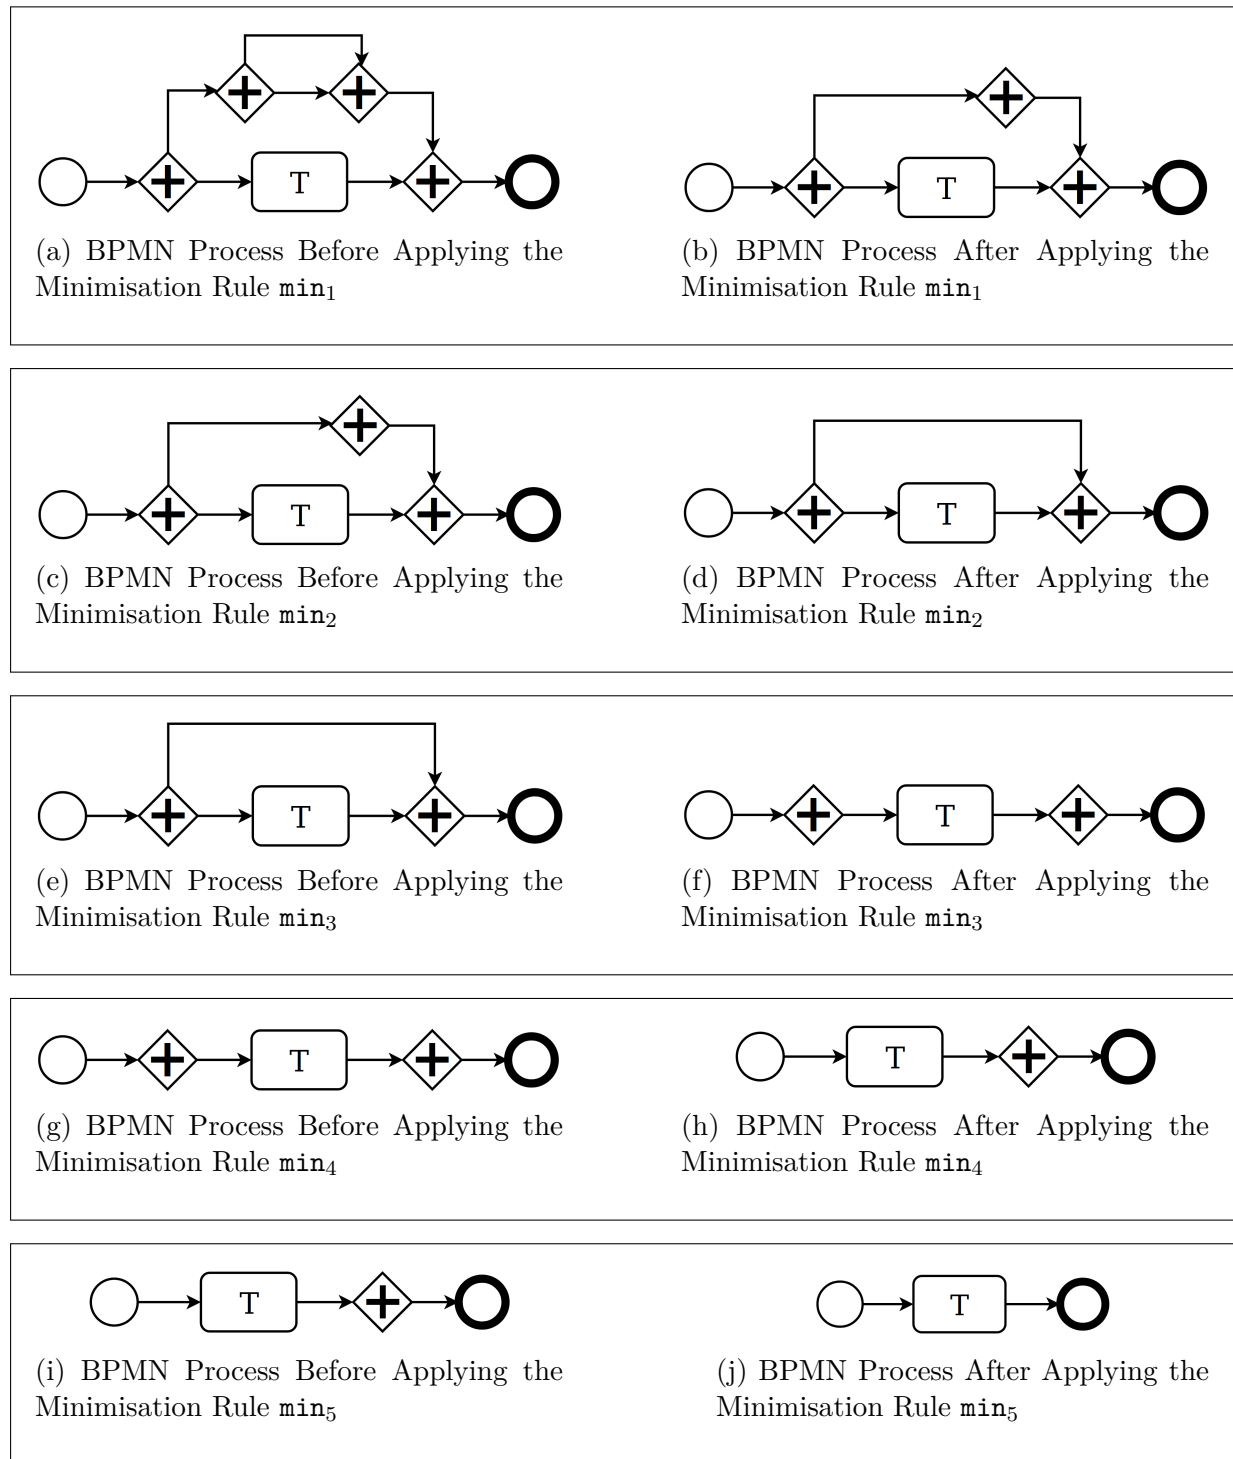 T
T
(a) BPMN Process Before Applying the
Minimisation Rule min₁
(b) BPMN Process After Applying the
Minimisation Rule min₁
T
T
(c) BPMN Process Before Applying the
Minimisation Rule min₂
(d) BPMN Process After Applying the
Minimisation Rule min₂
T
T
(e) BPMN Process Before Applying the
Minimisation Rule min₃
(f) BPMN Process After Applying the
Minimisation Rule min₃
T
T
(g) BPMN Process Before Applying the
Minimisation Rule min₄
(h) BPMN Process After Applying the
Minimisation Rule min₄
T
T
(i) BPMN Process Before Applying the
Minimisation Rule min₅
(j) BPMN Process After Applying the
Minimisation Rule min₅